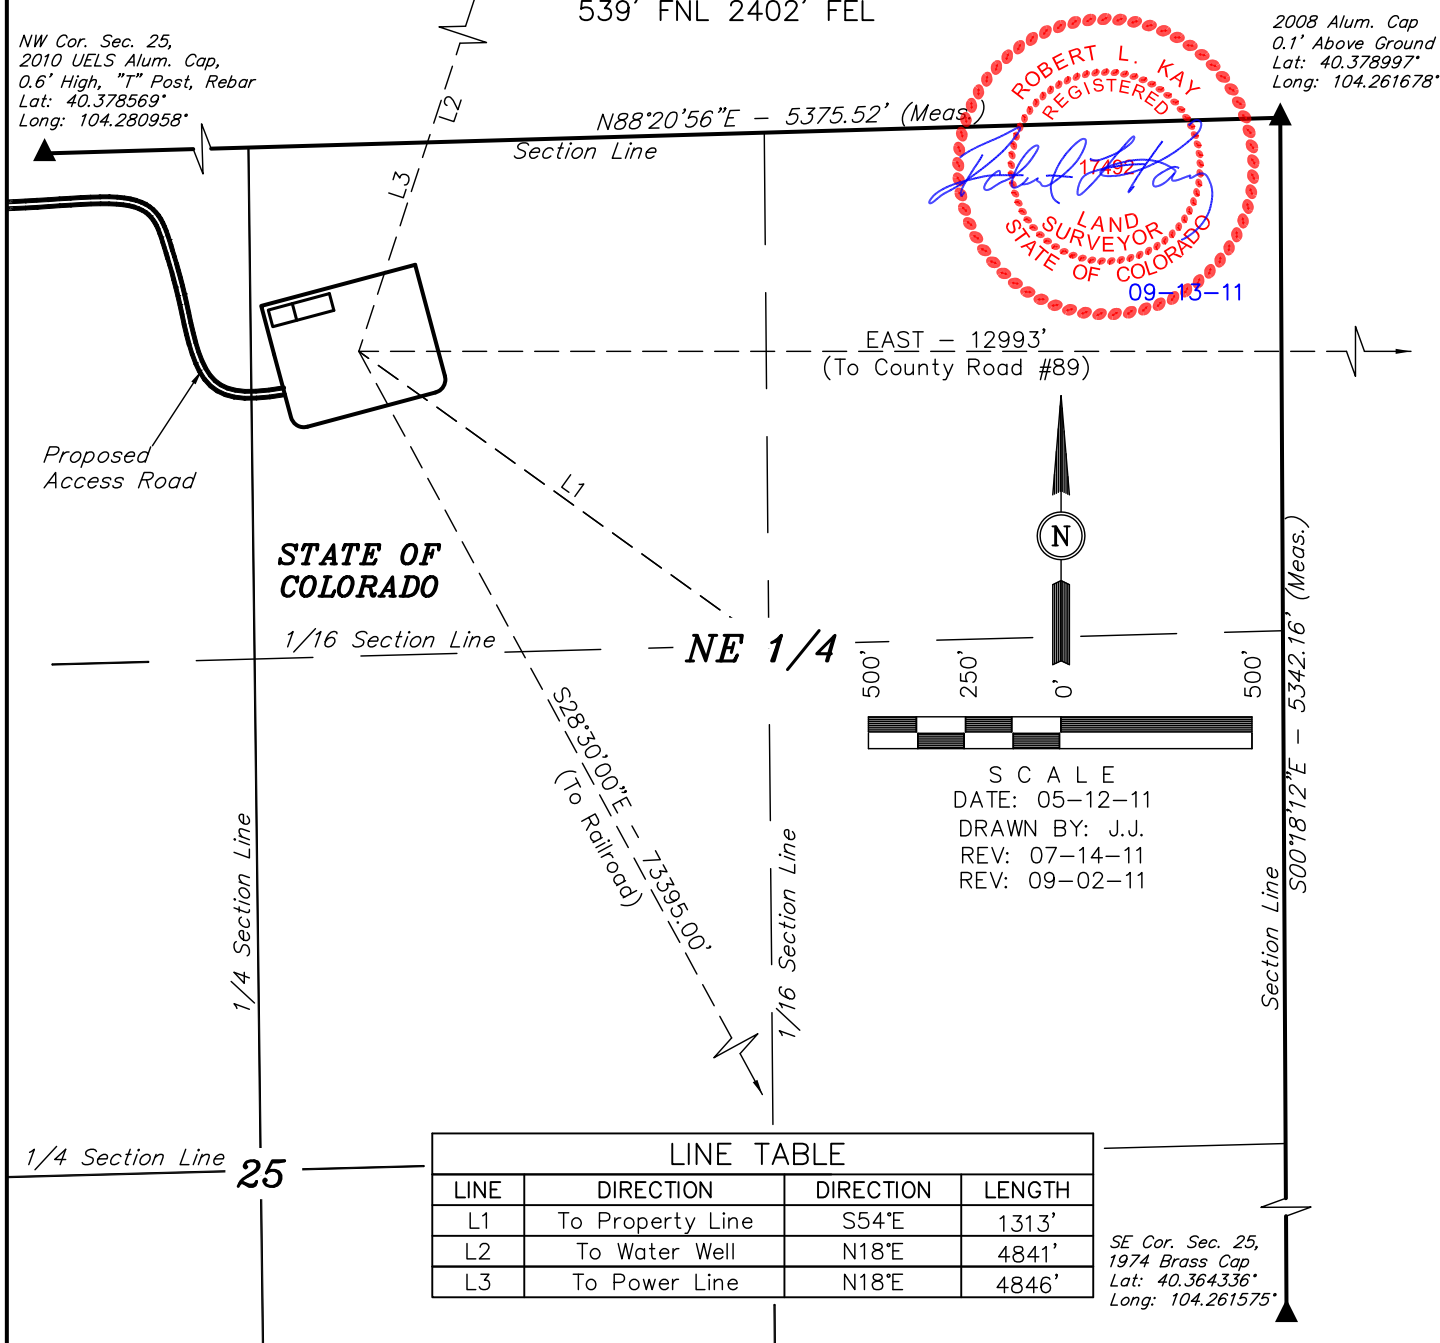 539' FNL 2402' FEL
NW Cor. Sec. 25,
2010 UELS Alum. Cap,
0.6' High, "T" Post, Rebar
Lat: 40.378569°
Long: 104.280958°
2008 Alum. Cap
0.1' Above Ground
Lat: 40.378997°
Long: 104.261678°
L2
N88°20'56"E - 5375.52' (Meas.)
Section Line
L3
ROBERT L. KAY
REGISTERED
17492
LAND
SURVEYOR
STATE OF COLORADO
Robert L Kay
09-13-11
EAST - 12993'
(To County Road #89)
Proposed
Access Road
L1
N
STATE OF
COLORADO
1/16 Section Line
NE 1/4
500'
250'
0'
500'
S C A L E
DATE: 05-12-11
DRAWN BY: J.J.
REV: 07-14-11
REV: 09-02-11
S28°30'00"E - 73395.00'
(To Railroad)
1/4 Section Line
1/16 Section Line
Section Line
S00°18'12"E - 5342.16' (Meas.)
1/4 Section Line
25
LINE TABLE
LINE DIRECTION DIRECTION LENGTH
L1 To Property Line S54°E 1313'
L2 To Water Well N18°E 4841'
L3 To Power Line N18°E 4846'
SE Cor. Sec. 25,
1974 Brass Cap
Lat: 40.364336°
Long: 104.261575°